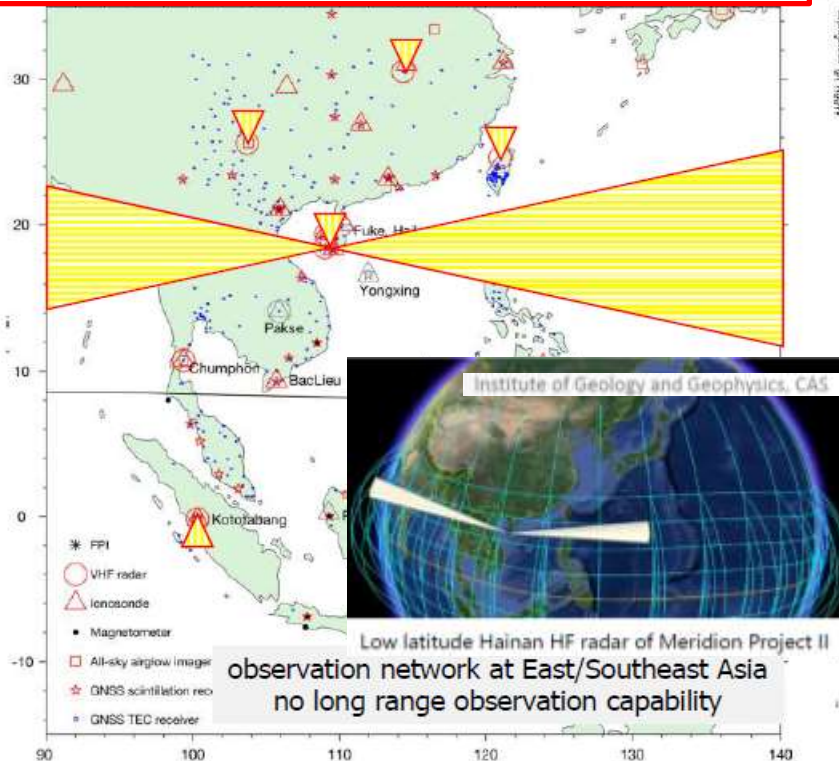 30
20
10
0
-10
90
100
110
120
130
140
Fuke,
Yongxing
Pakse
Chumphon
BacLieu
Kototabang
FPI
VHF radar
Ionosonde
Magnetometer
All-sky airglow imager
GNSS scintillation
GNSS TEC receiver
Institute of Geology and Geophysics, CAS
Low latitude Hainan HF radar of Meridion Project II
observation network at East/Southeast Asia
no long range observation capability